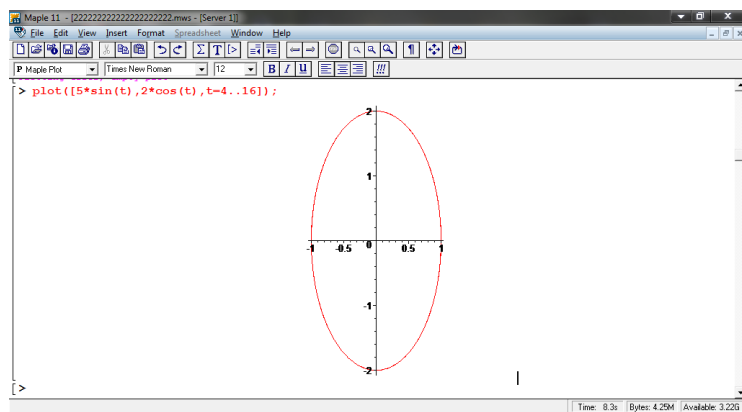 Maple 11 - [22222222222222222222.mws - [Server 1]]
File Edit View Insert Format Spreadsheet Window Help
P Maple Plot Times New Roman 12 B I U !!!
> plot([5*sin(t),2*cos(t),t=4..16]);
2
1
-1 -0.5 0 0.5 1
-1
-2
>
Time: 8.3s Bytes: 4.25M Available: 3.22G